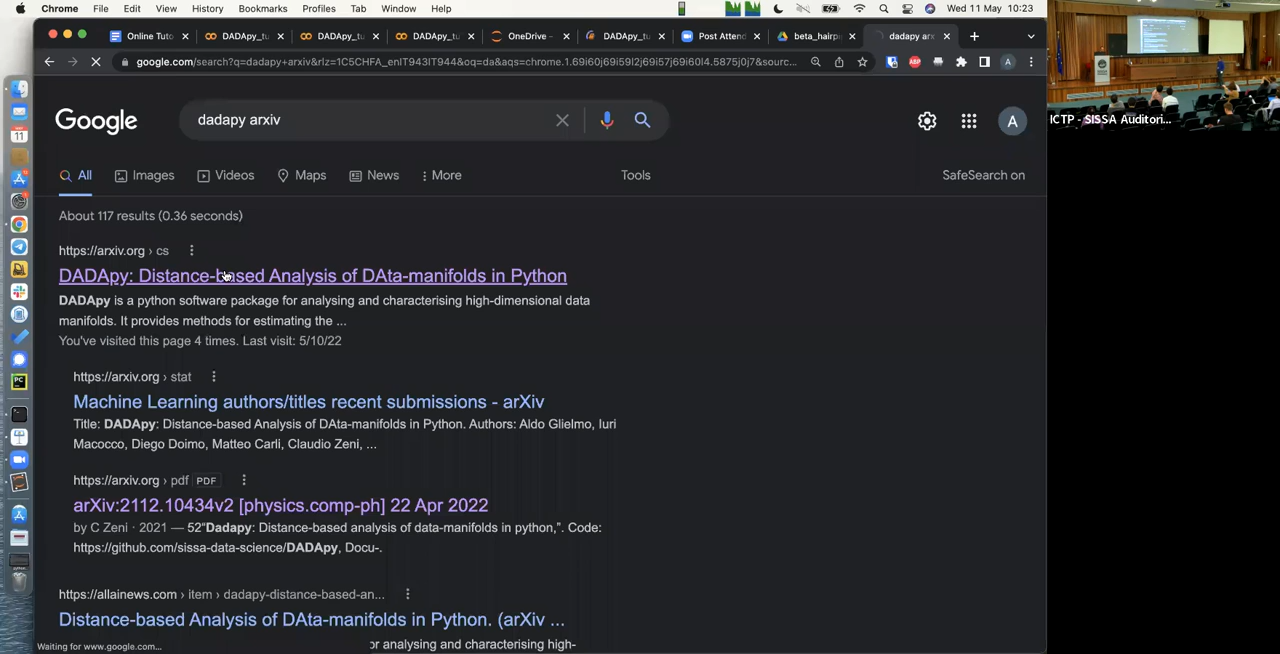 Chrome File Edit View History Bookmarks Profiles Tab Window Help Wed 11 May 10:23
Online Tuto DADApy_tu DADApy_tu DADApy_tu OneDrive - DADApy_tu Post Attend beta_hairp dadapy arx
google.com/search?q=dadapy+arxiv&rlz=1C5CHFA_enIT943IT944&oq=da&aqs=chrome.1.69i60j69i59l2j69i57j69i60l4.5875j0j7&sourc...
ICTP - SISSA Auditori...
Google
dadapy arxiv
A
All Images Videos Maps News More Tools SafeSearch on
About 117 results (0.36 seconds)
https://arxiv.org › cs
DADApy: Distance-based Analysis of DAta-manifolds in Python
DADApy is a python software package for analysing and characterising high-dimensional data
manifolds. It provides methods for estimating the ...
You've visited this page 4 times. Last visit: 5/10/22
https://arxiv.org › stat
Machine Learning authors/titles recent submissions - arXiv
Title: DADApy: Distance-based Analysis of DAta-manifolds in Python. Authors: Aldo Glielmo, Iuri
Macocco, Diego Doimo, Matteo Carli, Claudio Zeni, ...
https://arxiv.org › pdf PDF
arXiv:2112.10434v2 [physics.comp-ph] 22 Apr 2022
by C Zeni · 2021 — 52“Dadapy: Distance-based analysis of data-manifolds in python,”. Code:
https://github.com/sissa-data-science/DADApy, Docu-.
https://allainews.com › item › dadapy-distance-based-an...
Distance-based Analysis of DAta-manifolds in Python. (arXiv ...
Waiting for www.google.com...
or analysing and characterising high-